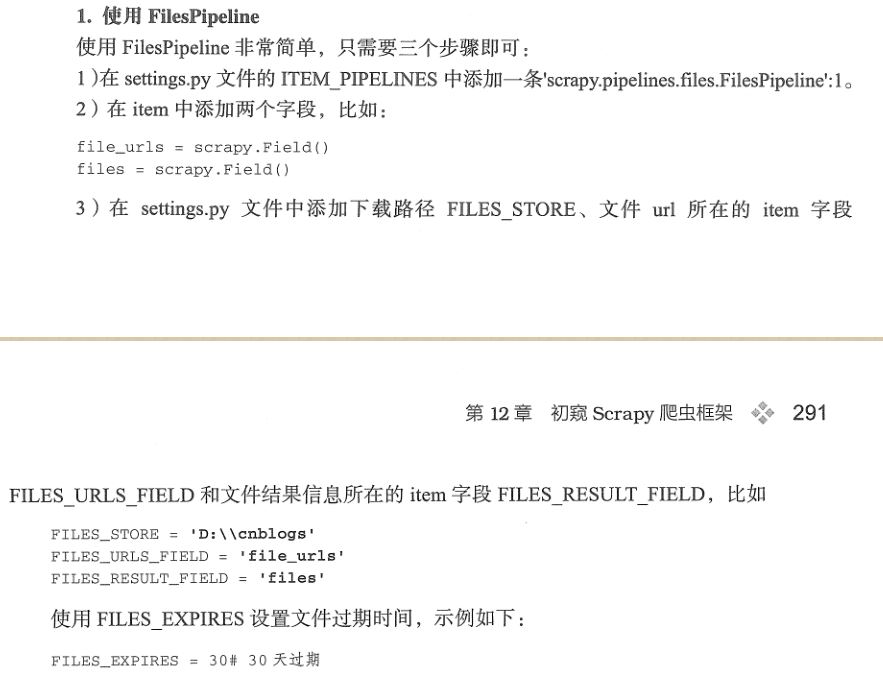 1. 使用 FilesPipeline
使用 FilesPipeline 非常简单，只需要三个步骤即可：
1）在 settings.py 文件的 ITEM_PIPELINES 中添加一条'scrapy.pipelines.files.FilesPipeline':1。
2）在 item 中添加两个字段，比如：
file_urls = scrapy.Field()
files = scrapy.Field()
3）在 settings.py 文件中添加下载路径 FILES_STORE、文件 url 所在的 item 字段
第 12 章 初窥 Scrapy 爬虫框架 291
FILES_URLS_FIELD 和文件结果信息所在的 item 字段 FILES_RESULT_FIELD，比如
FILES_STORE = 'D:\\cnblogs'
FILES_URLS_FIELD = 'file_urls'
FILES_RESULT_FIELD = 'files'
使用 FILES_EXPIRES 设置文件过期时间，示例如下：
FILES_EXPIRES = 30# 30 天过期